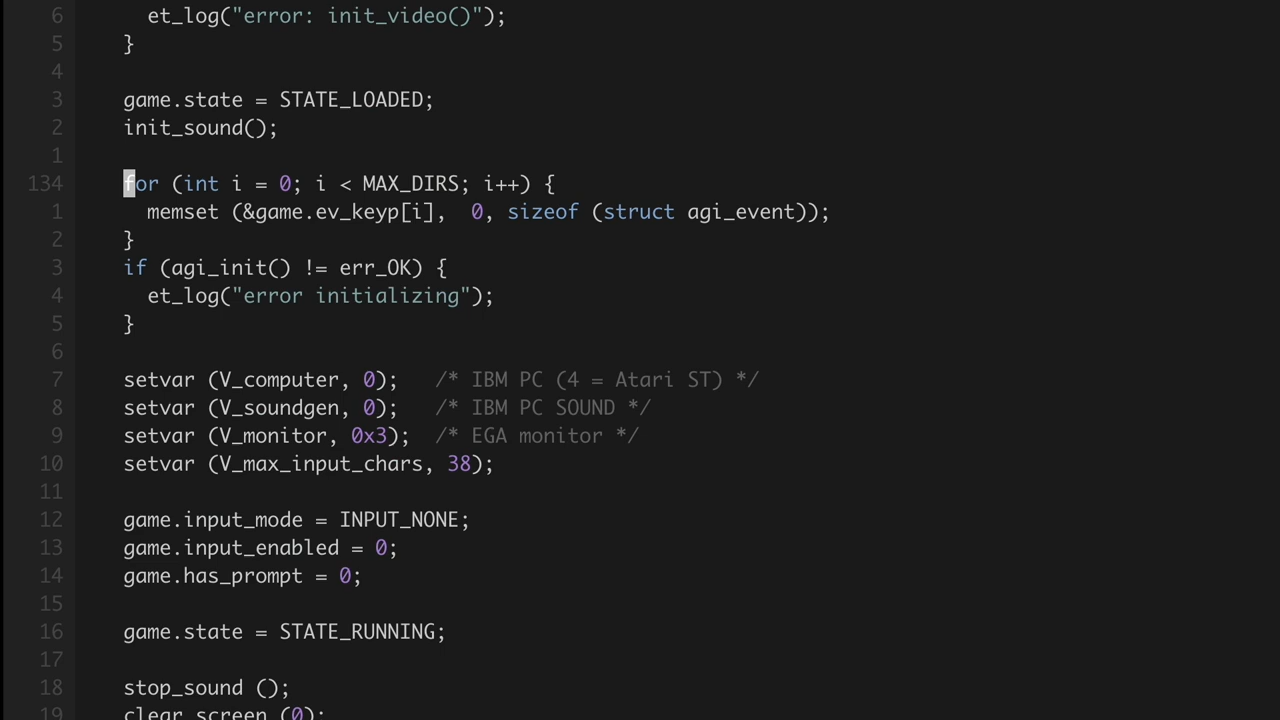 6 et_log("error: init_video()");
5 }
4
3 game.state = STATE_LOADED;
2 init_sound();
1
134 for (int i = 0; i < MAX_DIRS; i++) {
1 memset (&game.ev_keyp[i],  0, sizeof (struct agi_event));
2 }
3 if (agi_init() != err_OK) {
4 et_log("error initializing");
5 }
6
7 setvar (V_computer, 0);   /* IBM PC (4 = Atari ST) */
8 setvar (V_soundgen, 0);   /* IBM PC SOUND */
9 setvar (V_monitor, 0x3);  /* EGA monitor */
10 setvar (V_max_input_chars, 38);
11
12 game.input_mode = INPUT_NONE;
13 game.input_enabled = 0;
14 game.has_prompt = 0;
15
16 game.state = STATE_RUNNING;
17
18 stop_sound ();
19 clear_screen (0);